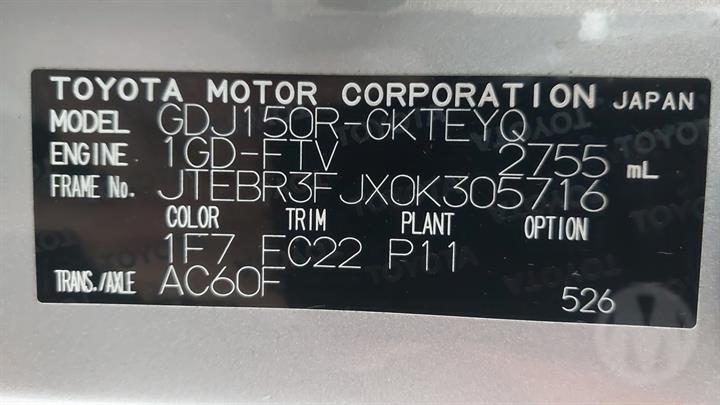 TOYOTA MOTOR CORPORATION JAPAN
MODEL GDJ150R-GKTEYQ
ENGINE 1GD-FTV 2755 mL
FRAME No. JTEBR3FJX0K305716
COLOR TRIM PLANT OPTION
1F7 FC22 P11
TRANS./AXLE AC60F
526